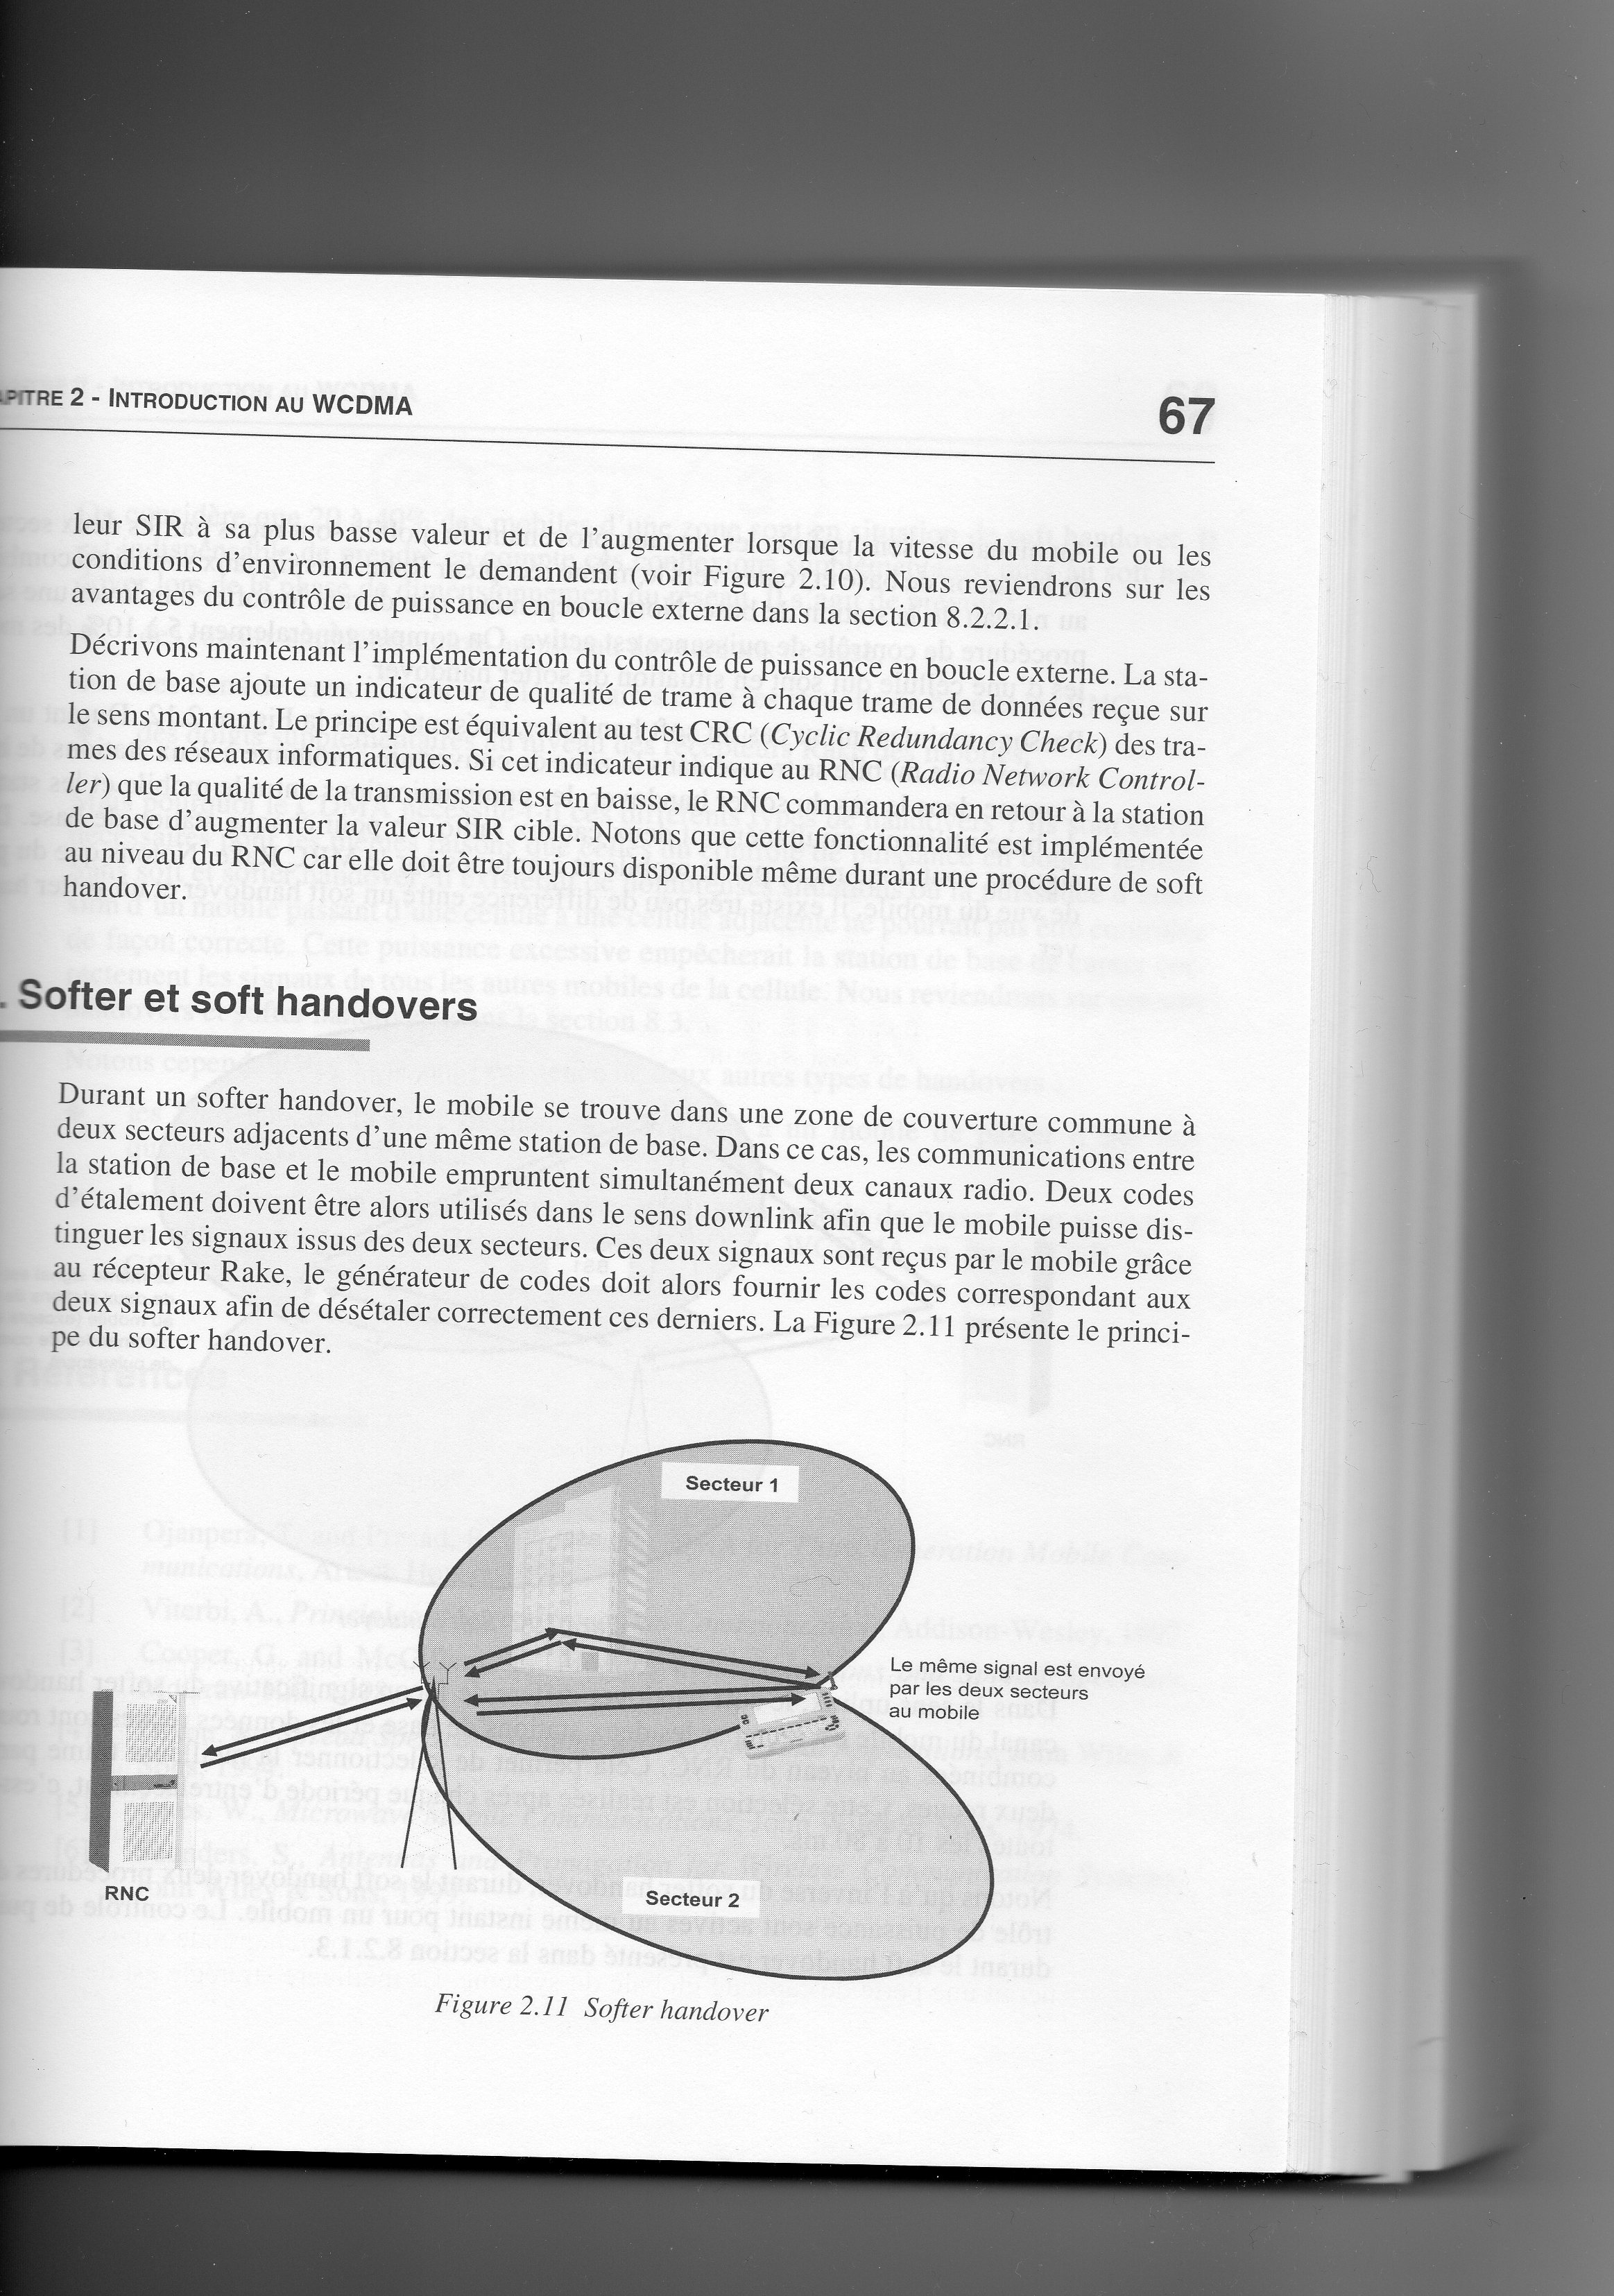 APITRE 2 - INTRODUCTION AU WCDMA
67
leur SIR à sa plus basse valeur et de l'augmenter lorsque la vitesse du mobile ou les
conditions d'environnement le demandent (voir Figure 2.10). Nous reviendrons sur les
avantages du contrôle de puissance en boucle externe dans la section 8.2.2.1.
Décrivons maintenant l'implémentation du contrôle de puissance en boucle externe. La sta-
tion de base ajoute un indicateur de qualité de trame à chaque trame de données reçue sur
le sens montant. Le principe est équivalent au test CRC (Cyclic Redundancy Check) des tra-
mes des réseaux informatiques. Si cet indicateur indique au RNC (Radio Network Control-
ler) que la qualité de la transmission est en baisse, le RNC commandera en retour à la station
de base d'augmenter la valeur SIR cible. Notons que cette fonctionnalité est implémentée
au niveau du RNC car elle doit être toujours disponible même durant une procédure de soft
handover.
. Softer et soft handovers
Durant un softer handover, le mobile se trouve dans une zone de couverture commune à
deux secteurs adjacents d'une même station de base. Dans ce cas, les communications entre
la station de base et le mobile empruntent simultanément deux canaux radio. Deux codes
d'étalement doivent être alors utilisés dans le sens downlink afin que le mobile puisse dis-
tinguer les signaux issus des deux secteurs. Ces deux signaux sont reçus par le mobile grâce
au récepteur Rake, le générateur de codes doit alors fournir les codes correspondant aux
deux signaux afin de désétaler correctement ces derniers. La Figure 2.11 présente le princi-
pe du softer handover.
Secteur 1
Le même signal est envoyé
par les deux secteurs
au mobile
RNC
Secteur 2
Figure 2.11 Softer handover